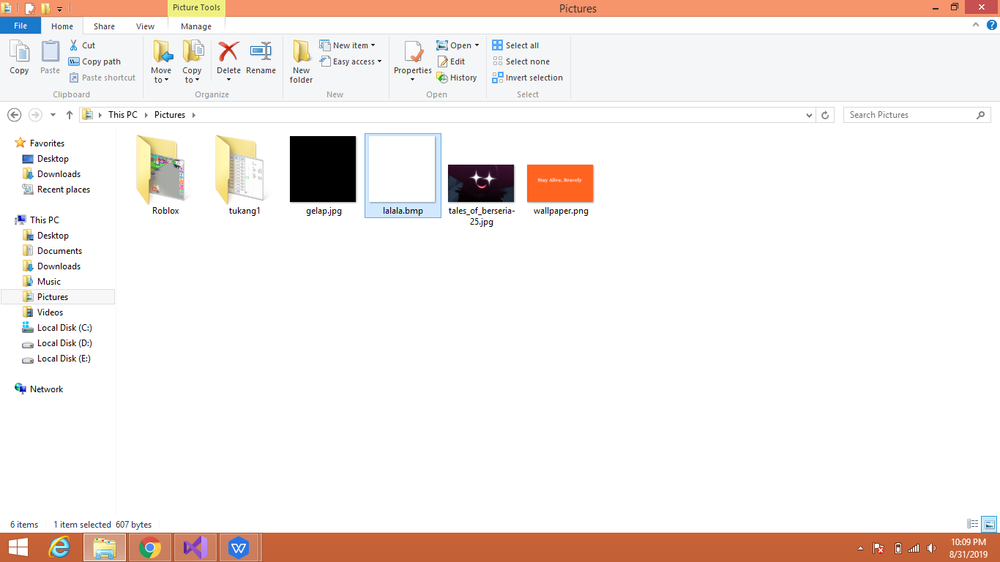 Picture Tools
Pictures
File
Home
Share
View
Manage
Copy
Paste
Cut
Copy path
Paste shortcut
Clipboard
Move to
Copy to
Delete
Rename
Organize
New folder
New item
Easy access
New
Properties
Open
Edit
History
Open
Select all
Select none
Invert selection
Select
This PC
Pictures
Search Pictures
Favorites
Desktop
Downloads
Recent places
This PC
Desktop
Documents
Downloads
Music
Pictures
Videos
Local Disk (C:)
Local Disk (D:)
Local Disk (E:)
Network
Roblox
tukang1
gelap.jpg
lalala.bmp
tales_of_berseria-
25.jpg
Stay Alive, Bravely
wallpaper.png
6 items
1 item selected 607 bytes
10:09 PM
8/31/2019